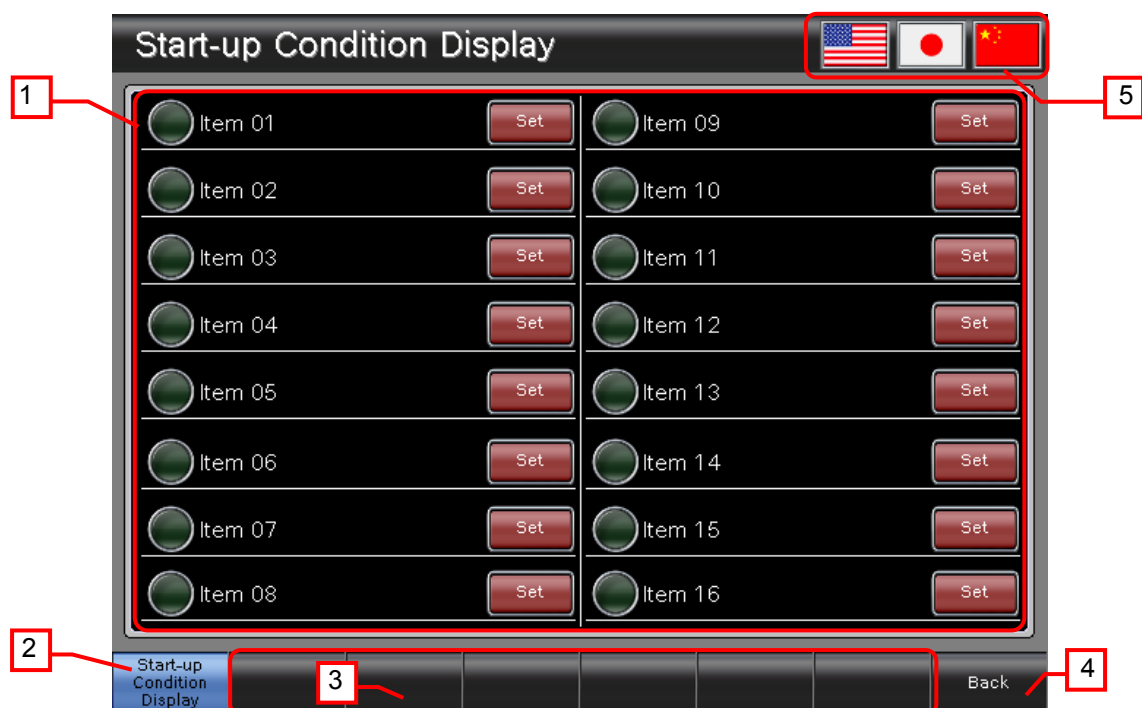 Start-up Condition Display
1
5
Item 01 Set Item 09 Set
Item 02 Set Item 10 Set
Item 03 Set Item 11 Set
Item 04 Set Item 12 Set
Item 05 Set Item 13 Set
Item 06 Set Item 14 Set
Item 07 Set Item 15 Set
Item 08 Set Item 16 Set
2
Start-up
Condition
Display
3
Back
4